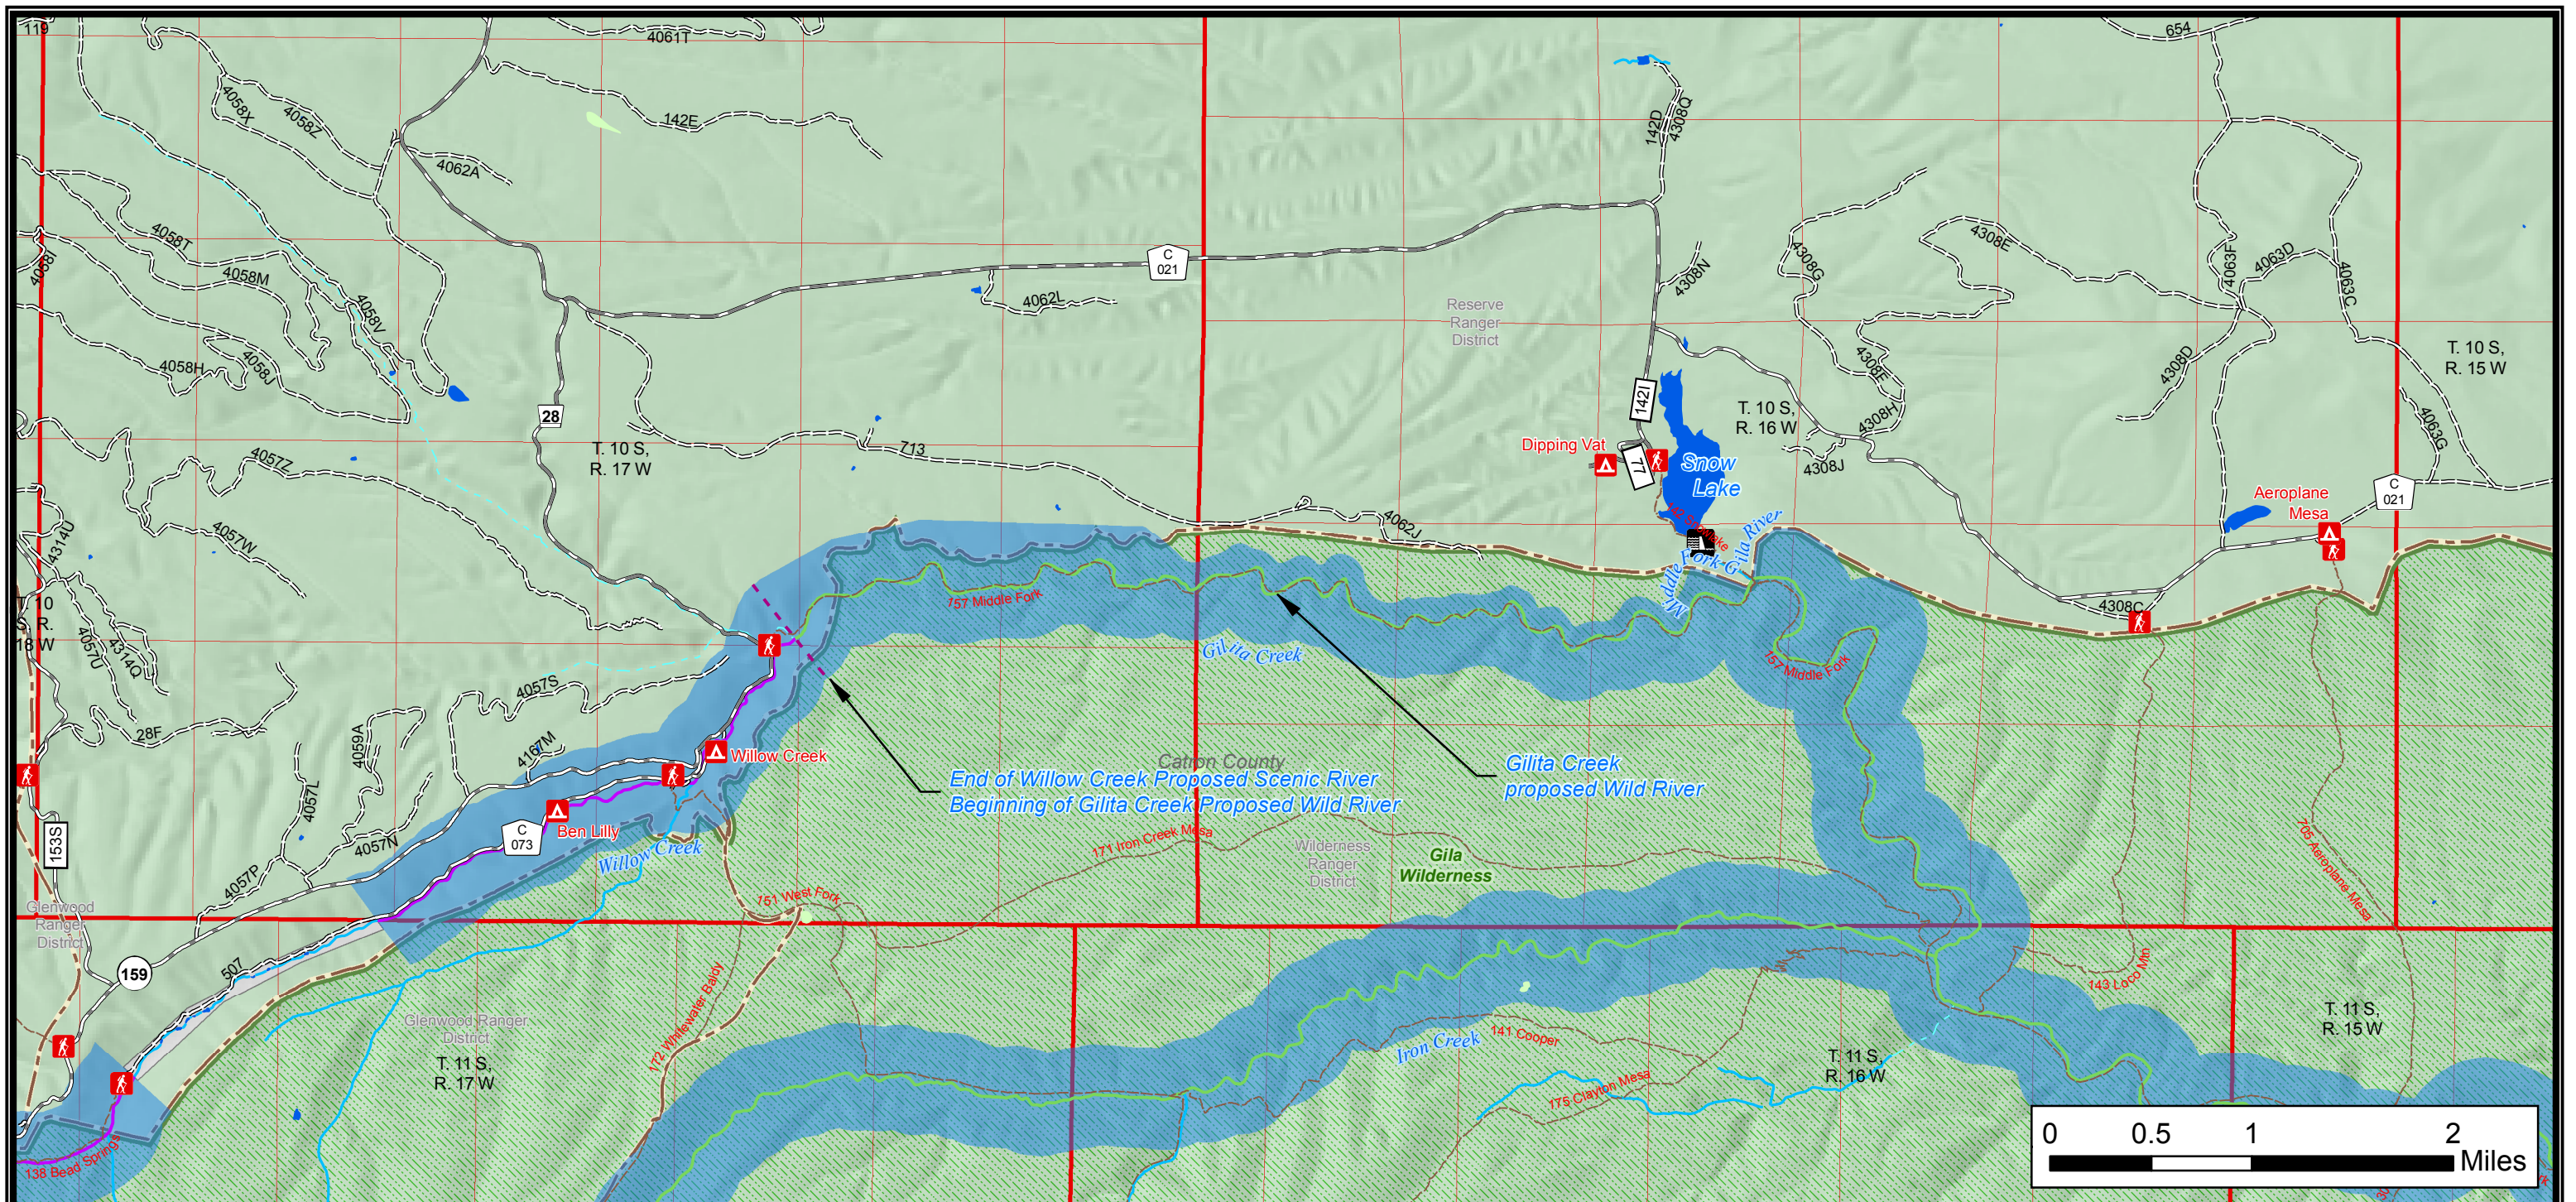 119
4061T
654
4058X
4058Z
142E
142D
4308Q
4062A
4058T
4058I
4058M
4058V
C
021
4062L
4308N
4308G
4308E
4063F
4063D
4063C
Reserve
Ranger
District
4058H
4058J
28
142I
4308F
4308D
T. 10 S,
R. 15 W
T. 10 S,
R. 16 W
4308H
4063G
T. 10 S,
R. 17 W
713
Dipping Vat
77
Snow
Lake
4308J
4057Z
C
021
Aeroplane
Mesa
4314U
4057W
4062J
Middle Fork Gila River
T. 10
S, R.
18 W
157 Middle Fork
4308C
4057U
4314Q
Gilita Creek
157 Middle Fork
4057S
28F
4059A
4167M
Willow Creek
Catron County
End of Willow Creek Proposed Scenic River
Beginning of Gilita Creek Proposed Wild River
Gilita Creek
proposed Wild River
4057L
Ben Lilly
C
073
153S
4057N
Willow Creek
171 Iron Creek Mesa
Wilderness
Ranger
District
Gila
Wilderness
705 Aeroplane Mesa
4057P
151 West Fork
Glenwood
Ranger
District
159
507
172 Whitewater Baldy
143 Loco Mtn
Glenwood Ranger
District
T. 11 S,
R. 17 W
Iron Creek
141 Cooper
T. 11 S,
R. 16 W
T. 11 S,
R. 15 W
175 Clayton Mesa
138 Bead Springs
0 0.5 1 2
Miles